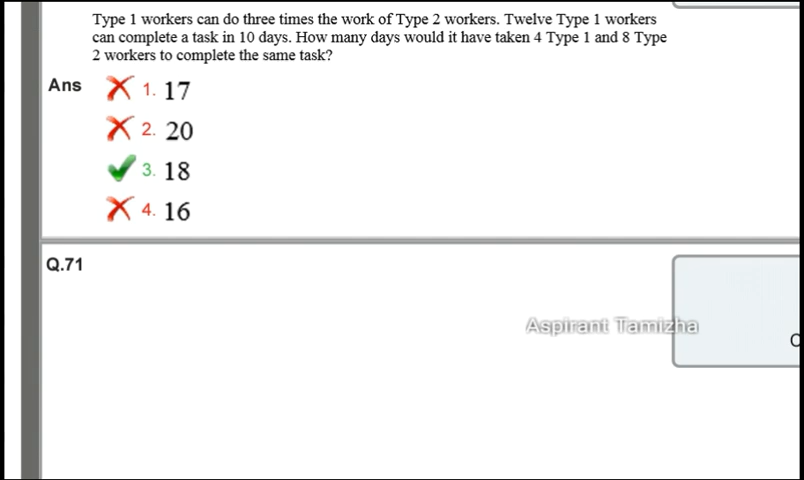 Type 1 workers can do three times the work of Type 2 workers. Twelve Type 1 workers
can complete a task in 10 days. How many days would it have taken 4 Type 1 and 8 Type
2 workers to complete the same task?
Ans
1. 17
2. 20
3. 18
4. 16
Q.71
Aspirant Tamizha